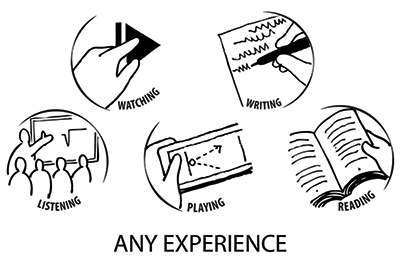 WATCHING
WRITING
LISTENING
PLAYING
READING
ANY EXPERIENCE